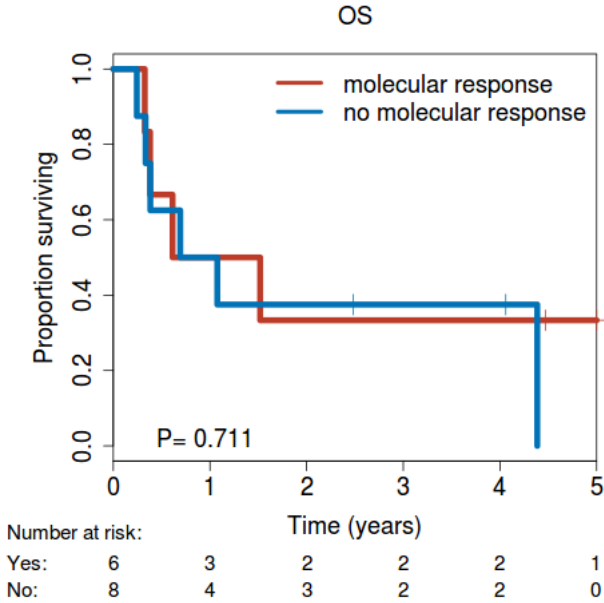 OS
molecular response
no molecular response
Proportion surviving
1.0
0.8
0.6
0.4
0.2
0.0
P= 0.711
0 1 2 3 4 5
Time (years)
Number at risk:
Yes: 6 3 2 2 2 1
No: 8 4 3 2 2 0